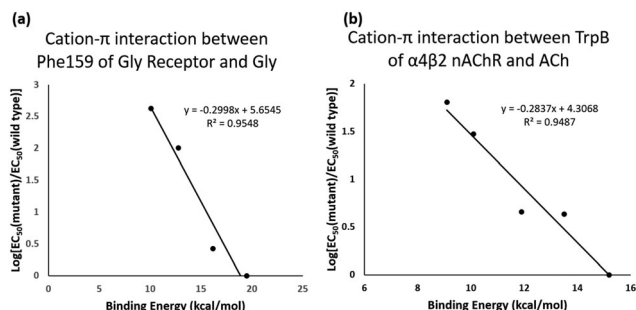 (a)
Cation-π interaction between
Phe159 of Gly Receptor and Gly
Log[EC50(mutant)/EC50(wild type)]
3
2.5
2
1.5
1
0.5
0
y = -0.2998x + 5.6545
R² = 0.9548
0 5 10 15 20 25
Binding Energy (kcal/mol)
(b)
Cation-π interaction between TrpB
of α4β2 nAChR and ACh
Log[EC50(mutant)/EC50(wild type)]
2
1.5
1
0.5
0
y = -0.2837x + 4.3068
R² = 0.9487
6 8 10 12 14 16
Binding Energy (kcal/mol)